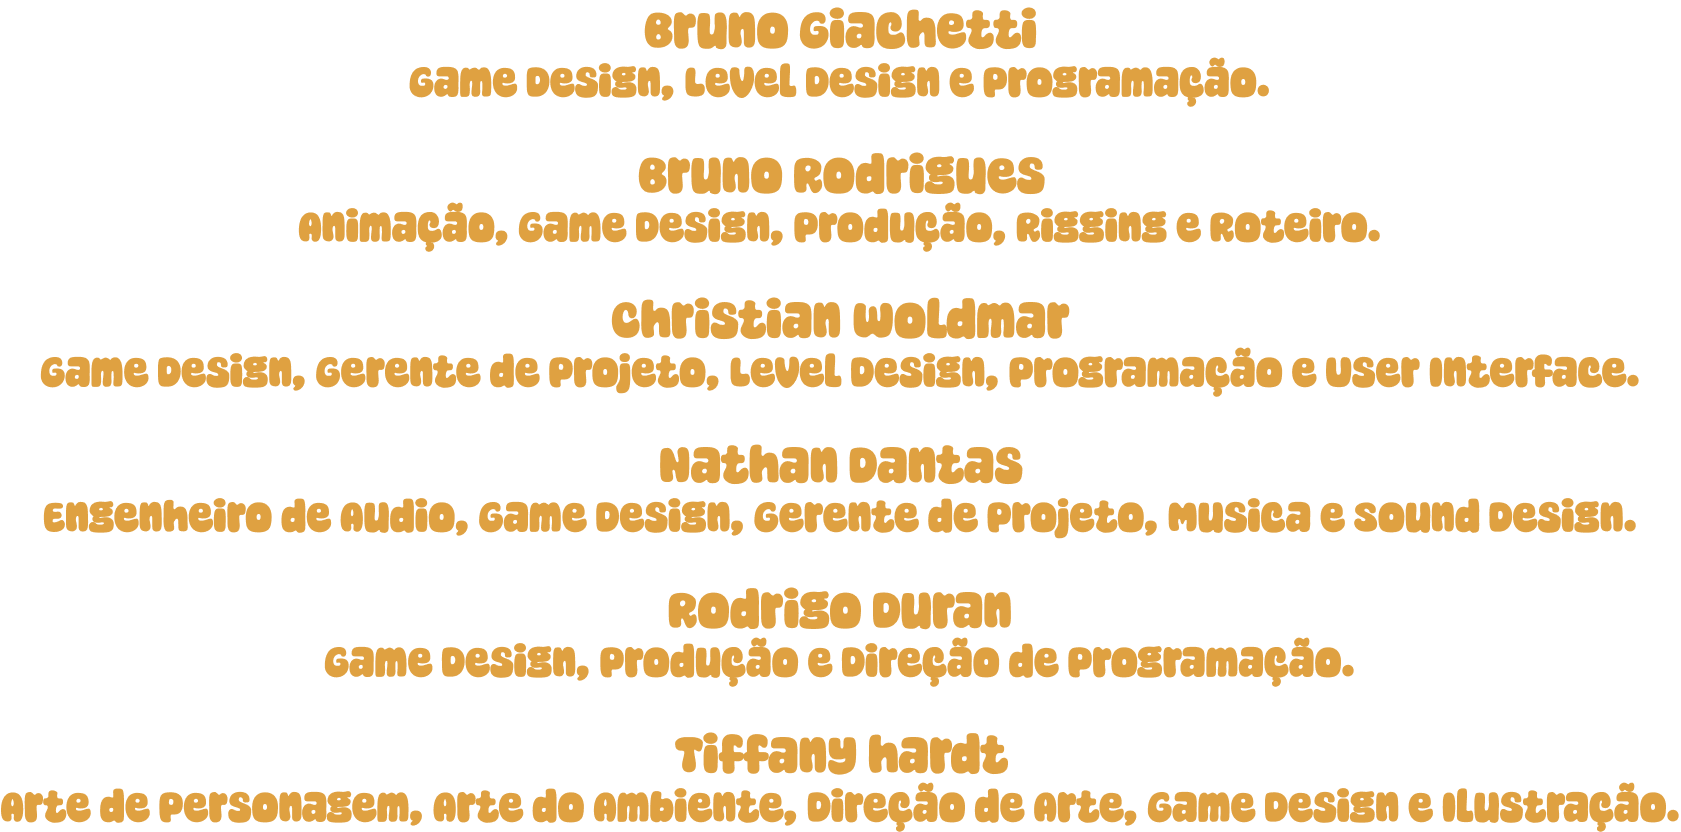 Bruno Giachetti
Game Design, Level Design e Programação.
Bruno Rodrigues
Animação, Game Design, Produção, Rigging e Roteiro.
Christian Woldmar
Game Design, Gerente de Projeto, Level Design, Programação e User Interface.
Nathan Dantas
Engenheiro de Audio, Game Design, Gerente de Projeto, Musica e Sound Design.
Rodrigo Duran
Game Design, Produção e Direção de Programação.
Tiffany Hardt
Arte de Personagem, Arte do Ambiente, Direção de Arte, Game Design e Ilustração.